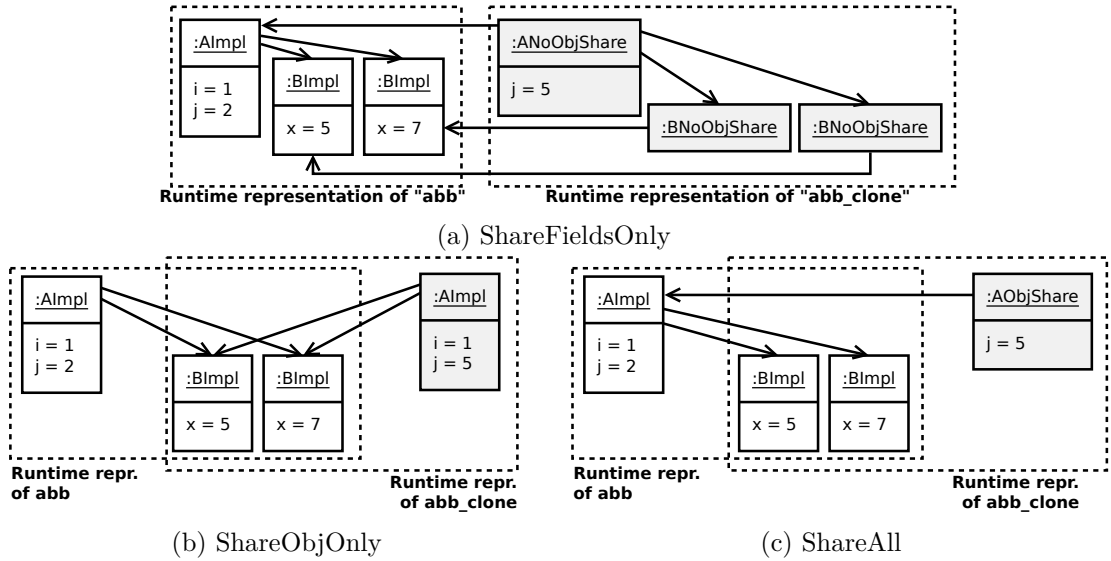 :AImpl
i = 1
j = 2
:BImpl
x = 5
:BImpl
x = 7
:ANoObjShare
j = 5
:BNoObjShare
:BNoObjShare
Runtime representation of "abb"
Runtime representation of "abb_clone"
(a) ShareFieldsOnly
:AImpl
i = 1
j = 2
:BImpl
x = 5
:BImpl
x = 7
:AImpl
i = 1
j = 5
Runtime repr.
of abb
Runtime repr.
of abb_clone
(b) ShareObjOnly
:AImpl
i = 1
j = 2
:BImpl
x = 5
:BImpl
x = 7
:AObjShare
j = 5
Runtime repr.
of abb
Runtime repr.
of abb_clone
(c) ShareAll